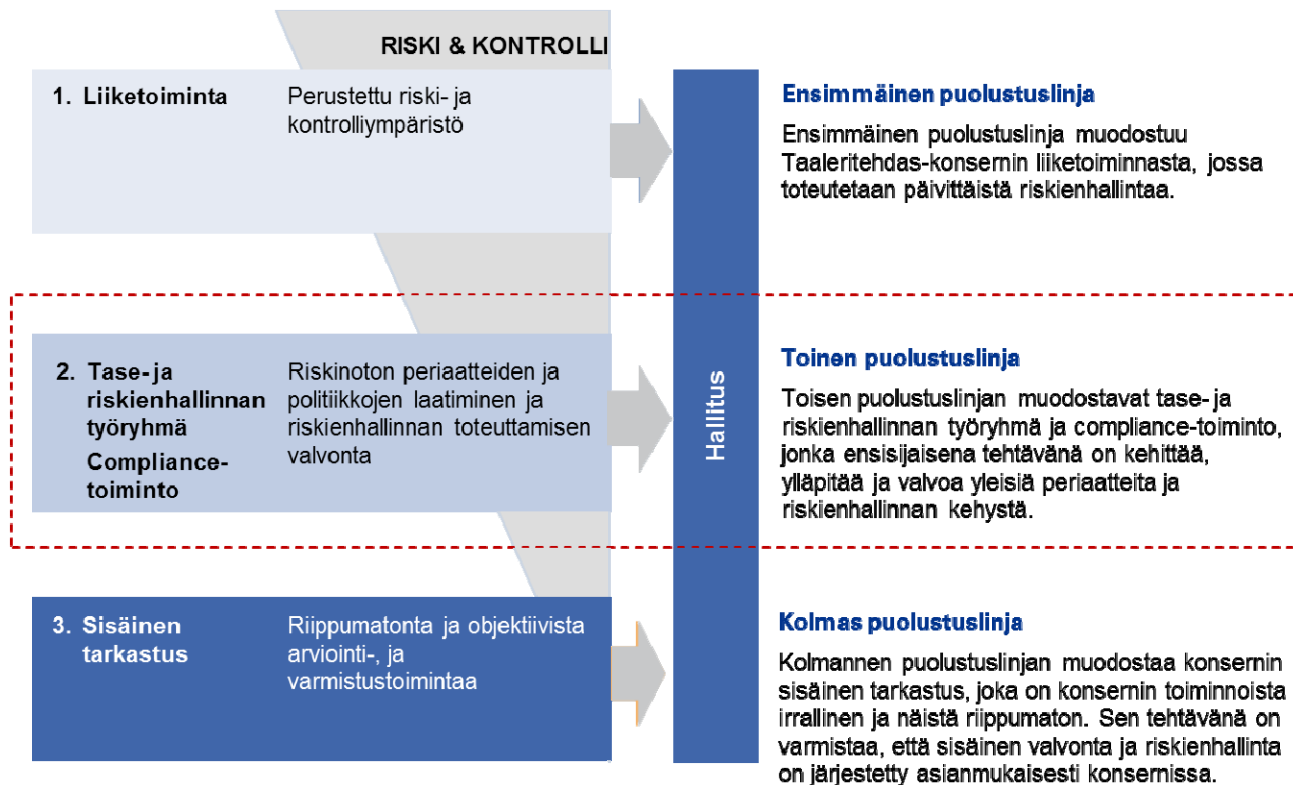 RISKI & KONTROLLI
1. Liiketoiminta
Perustettu riski- ja
kontrolliympäristö
Ensimmäinen puolustuslinja
Ensimmäinen puolustuslinja muodostuu
Taaleritehdas-konsernin liiketoiminnasta, jossa
toteutetaan päivittäistä riskienhallintaa.
2. Tase- ja
riskienhallinnan
työryhmä
Compliance-
toiminto
Riskinoton periaatteiden ja
politiikkojen laatiminen ja
riskienhallinnan toteuttamisen
valvonta
Hallitus
Toinen puolustuslinja
Toisen puolustuslinjan muodostavat tase- ja
riskienhallinnan työryhmä ja compliance-toiminto,
jonka ensisijaisena tehtävänä on kehittää,
ylläpitää ja valvoa yleisiä periaatteita ja
riskienhallinnan kehystä.
3. Sisäinen
tarkastus
Riippumatonta ja objektiivista
arviointi-, ja
varmistustoimintaa
Kolmas puolustuslinja
Kolmannen puolustuslinjan muodostaa konsernin
sisäinen tarkastus, joka on konsernin toiminnoista
irrallinen ja näistä riippumaton. Sen tehtävänä on
varmistaa, että sisäinen valvonta ja riskienhallinta
on järjestetty asianmukaisesti konsernissa.